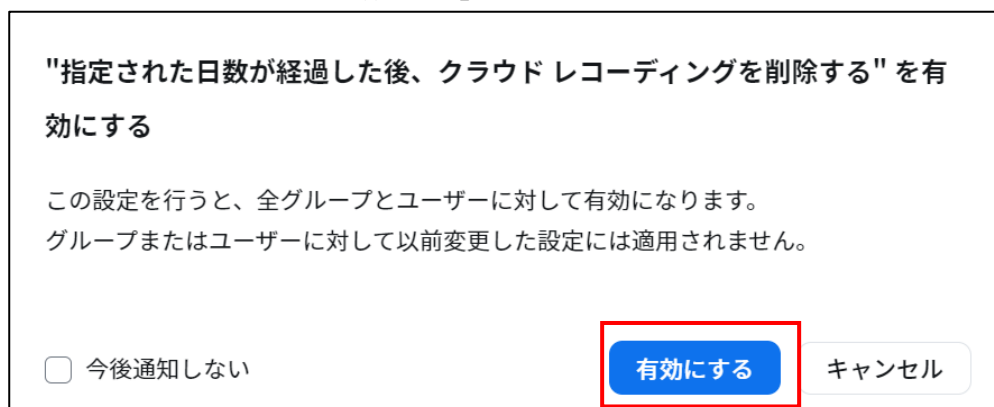 "指定された日数が経過した後、クラウド レコーディングを削除する" を有
効にする
この設定を行うと、全グループとユーザーに対して有効になります。
グループまたはユーザーに対して以前変更した設定には適用されません。
今後通知しない 有効にする キャンセル